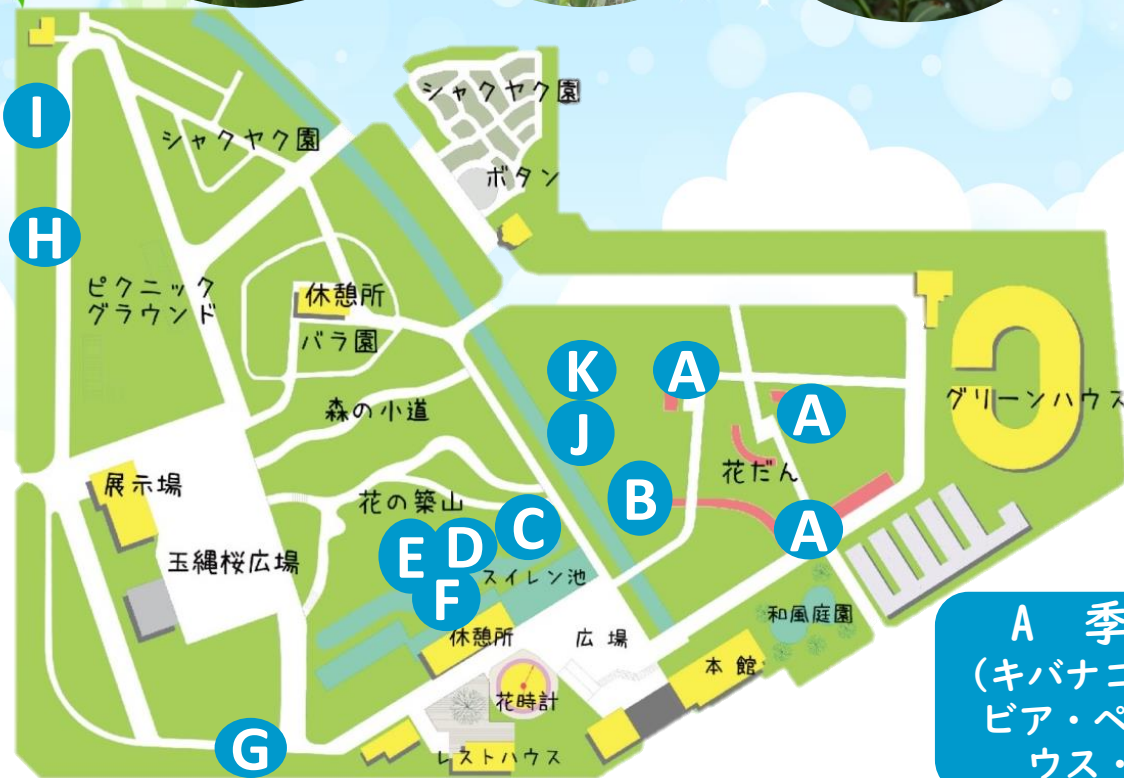 シャクヤク園
I
シャクヤク園
ボタン
H
ピクニック
グラウンド
休憩所
バラ園
K
A
J
A
グリーンハウス
森の小道
花だん
展示場
花の築山
B
C
D
E
A
玉縄桜広場
スイレン池
F
休憩所
広場
和風庭園
本館
花時計
G
レストハウス
A 季
(キバナコ
ビア・ペ
ウス・